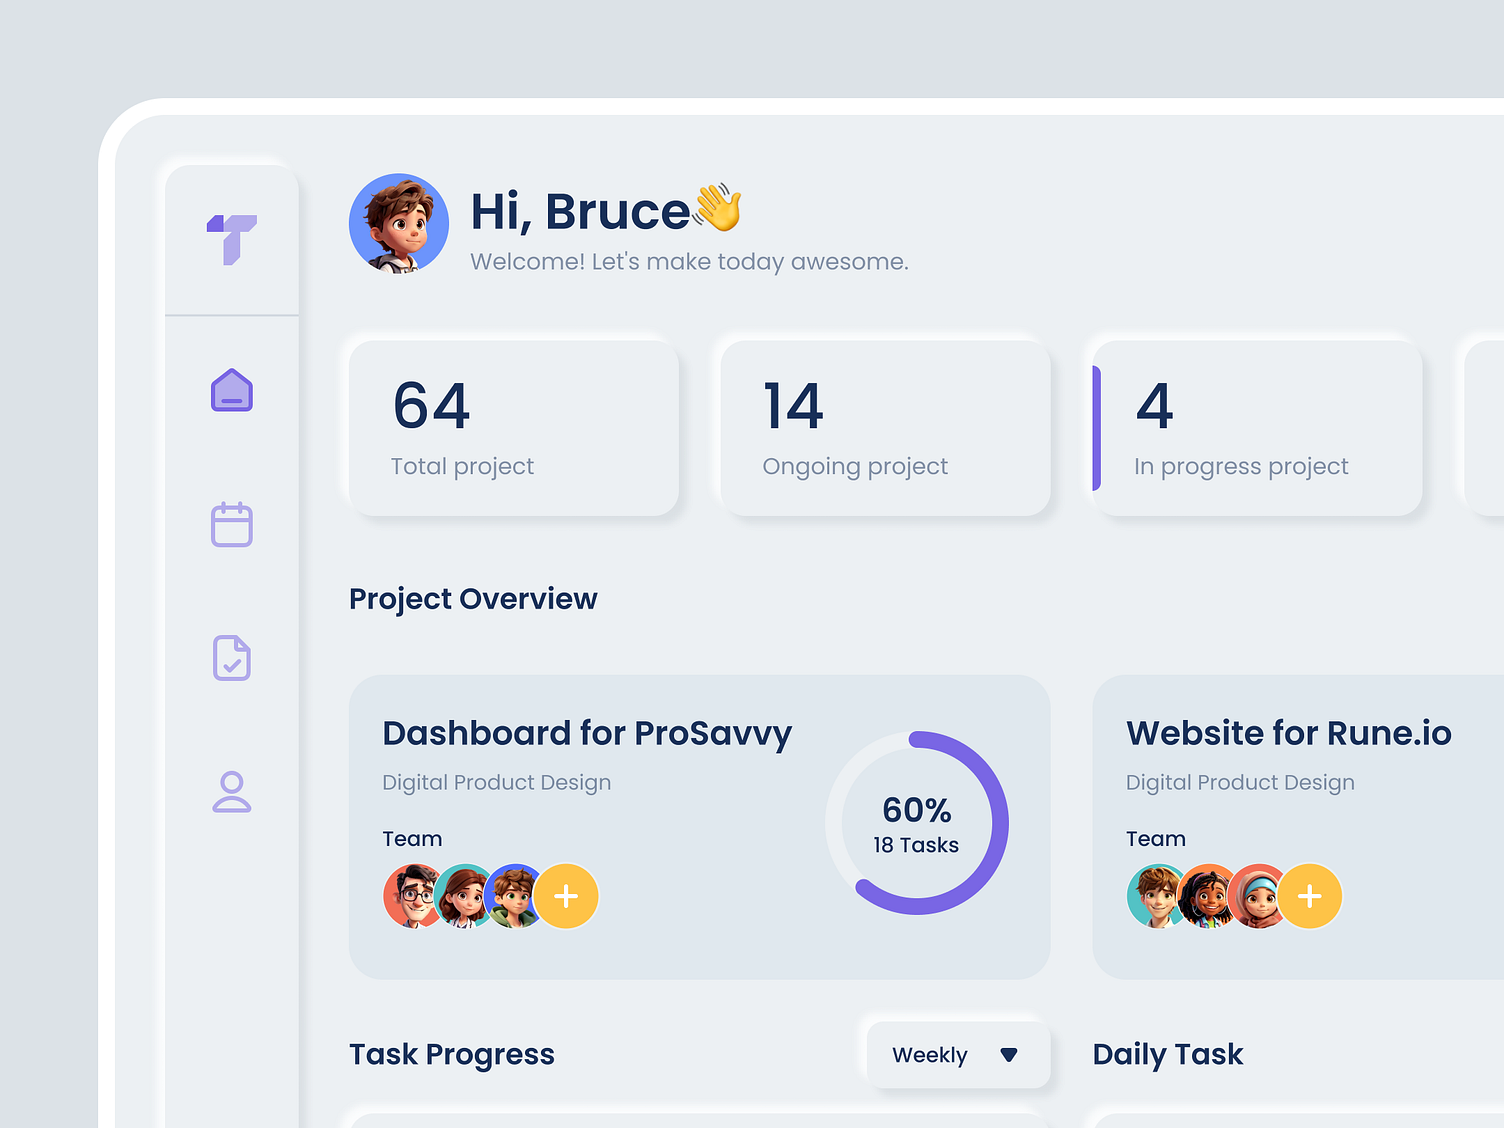 Hi, Bruce👋
Welcome! Let's make today awesome.
64
Total project
14
Ongoing project
4
In progress project
Project Overview
Dashboard for ProSavvy
Digital Product Design
Team
60%
18 Tasks
Website for Rune.io
Digital Product Design
Team
Task Progress
Weekly
Daily Task